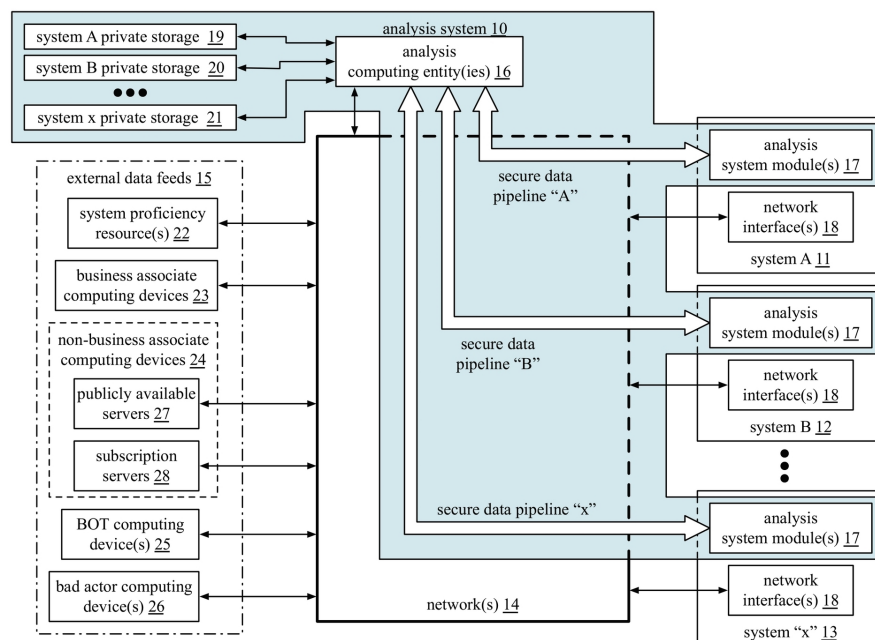 analysis system 10
system A private storage 19
system B private storage 20
system x private storage 21
analysis
computing entity(ies) 16
external data feeds 15
system proficiency
resource(s) 22
business associate
computing devices 23
non-business associate
computing devices 24
publicly available
servers 27
subscription
servers 28
BOT computing
device(s) 25
bad actor computing
device(s) 26
secure data
pipeline “A”
secure data
pipeline “B”
secure data pipeline “x”
network(s) 14
analysis
system module(s) 17
network
interface(s) 18
system A 11
analysis
system module(s) 17
network
interface(s) 18
system B 12
analysis
system module(s) 17
network
interface(s) 18
system “x” 13